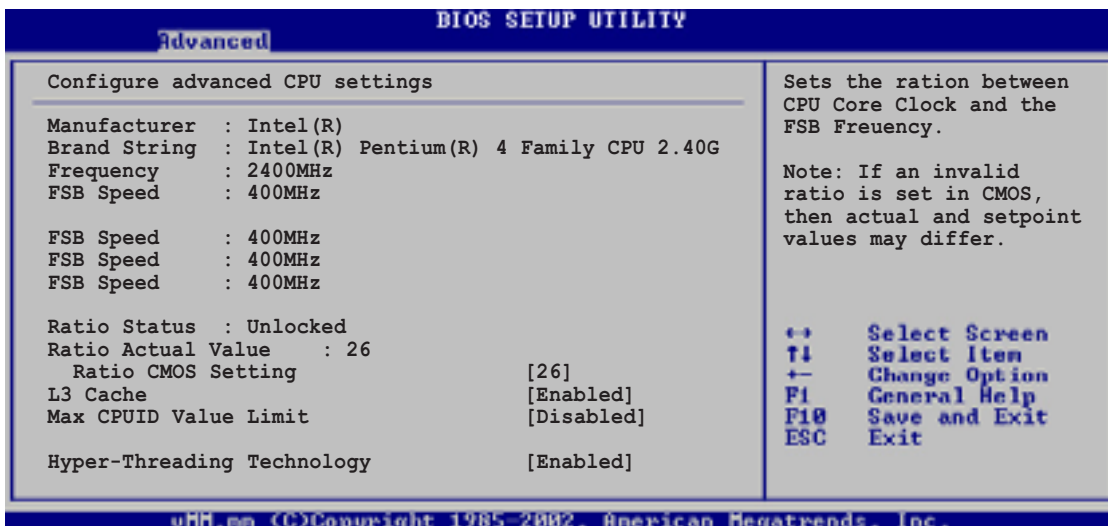 BIOS SETUP UTILITY
Advanced
Configure advanced CPU settings
Manufacturer : Intel(R)
Brand String : Intel(R) Pentium(R) 4 Family CPU 2.40G
Frequency : 2400MHz
FSB Speed : 400MHz
FSB Speed : 400MHz
FSB Speed : 400MHz
FSB Speed : 400MHz
Ratio Status : Unlocked
Ratio Actual Value : 26
Ratio CMOS Setting [26]
L3 Cache [Enabled]
Max CPUID Value Limit [Disabled]
Hyper-Threading Technology [Enabled]
Sets the ration between
CPU Core Clock and the
FSB Freuency.
Note: If an invalid
ratio is set in CMOS,
then actual and setpoint
values may differ.
↔ Select Screen
↑↓ Select Item
+- Change Option
F1 General Help
F10 Save and Exit
ESC Exit
(C)Copyright 1985-2002, American Megatrends, Inc.